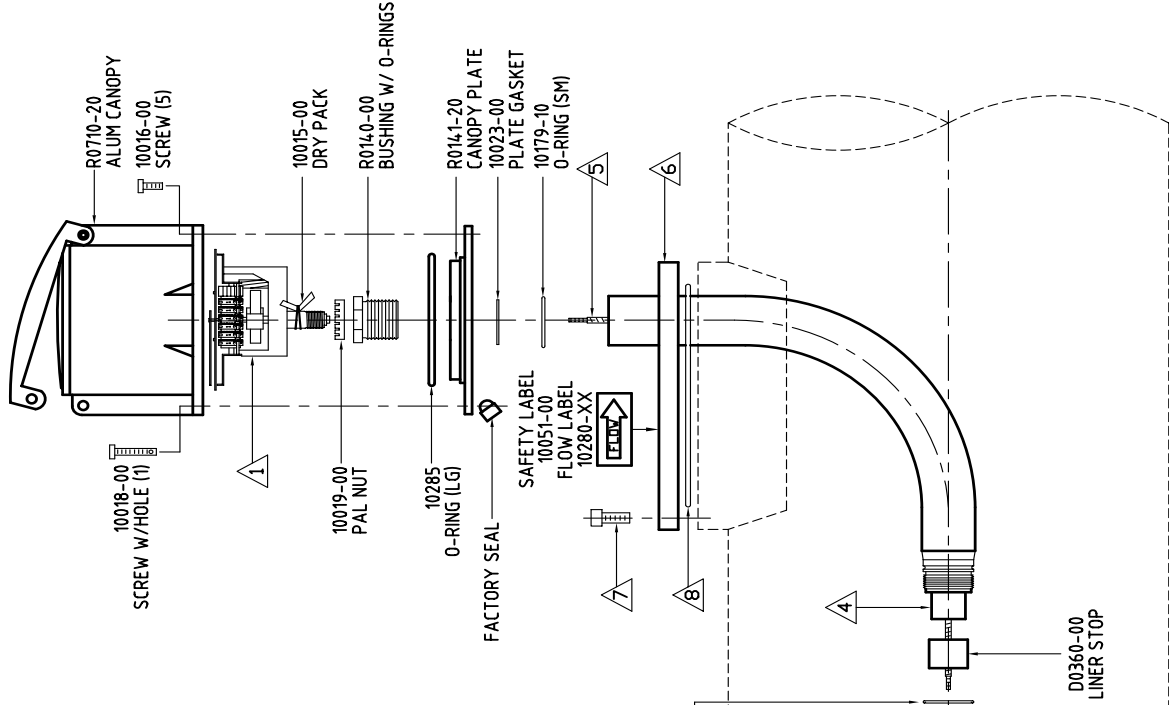 R0710-20
ALUM CANOPY
10016-00
SCREW (5)
10015-00
DRY PACK
R0140-00
BUSHING W/ O-RINGS
R0141-20
CANOPY PLATE
10023-00
PLATE GASKET
10179-10
O-RING (SM)
5
6
10018-00
SCREW W/HOLE (1)
1
10019-00
PAL NUT
10285
O-RING (LG)
FACTORY SEAL
SAFETY LABEL
10051-00
FLOW LABEL
10280-XX
FLOW
7
8
4
D0360-00
LINER STOP